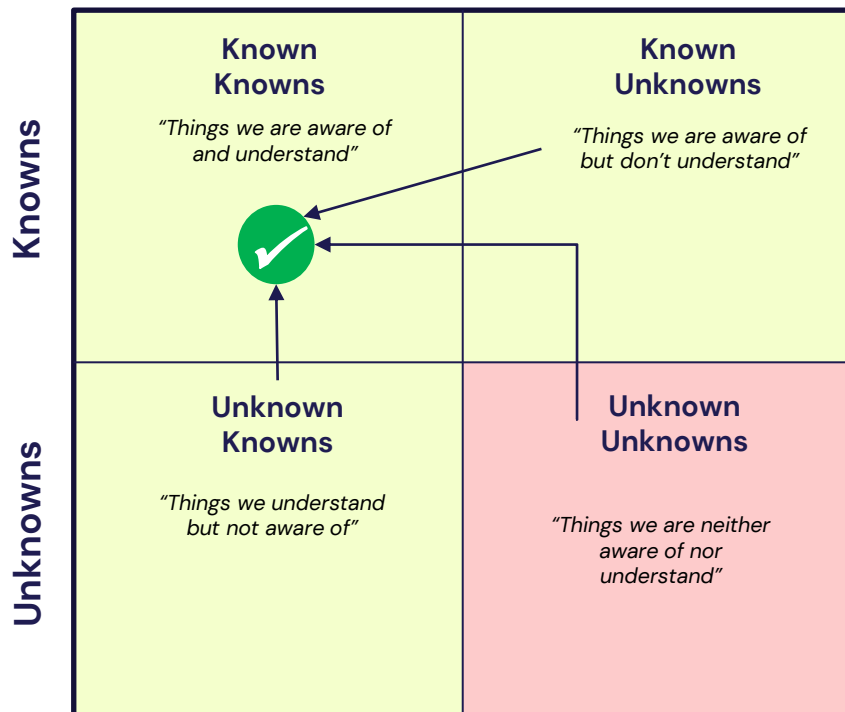 Knowns
Known
Knowns
“Things we are aware of
and understand”
Known
Unknowns
“Things we are aware of
but don’t understand”
Unknowns
Unknown
Knowns
“Things we understand
but not aware of”
Unknown
Unknowns
“Things we are neither
aware of nor
understand”